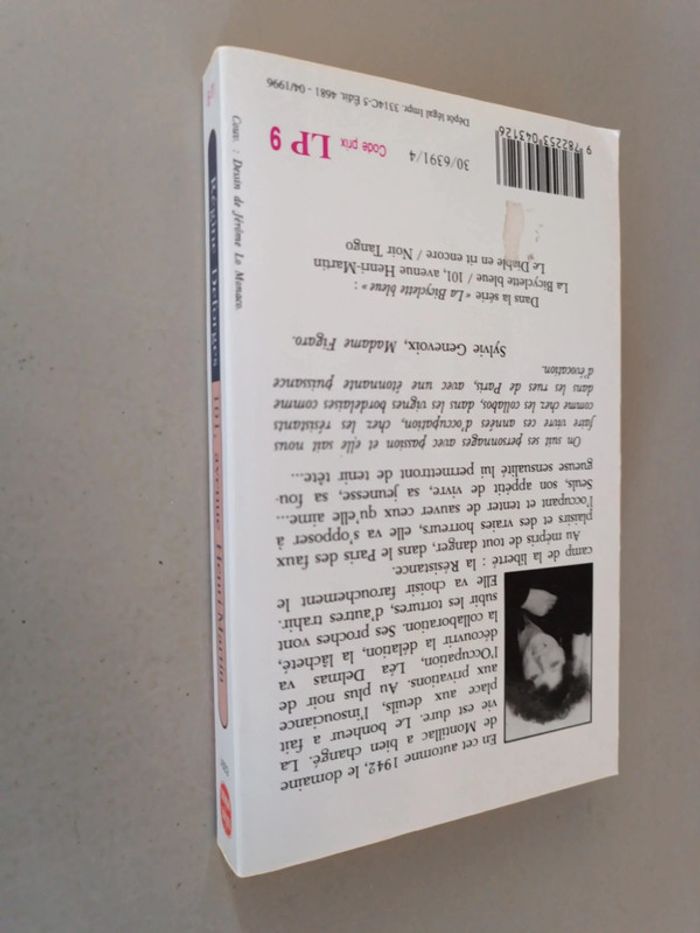 En cet automne 1942, le domaine
de Montillac a bien changé. La
vie est dure. Le bonheur a fait
place aux deuils, l'insouciance
aux privations. Au plus noir de
l'Occupation, Léa Delmas va
découvrir la délation, la lâcheté,
la collaboration. Ses proches vont
subir les tortures, d'autres trahir.
Elle va choisir farouchement le
camp de la liberté : la Résistance.
Au mépris de tout danger, dans le Paris des faux
plaisirs et des vraies horreurs, elle va s'opposer à
l'occupant et tenter de sauver ceux qu'elle aime...
Seuls, son appétit de vivre, sa jeunesse, sa fou-
gueuse sensualité lui permettront de tenir tête...
On suit ses personnages avec passion et elle sait nous
faire vivre ces années d'occupation, chez les résistants
comme chez les collabos, dans les vignes bordelaises comme
dans les rues de Paris, avec une étonnante puissance
d'évocation.
Sylvie Genevoix, Madame Figaro.
Dans la série « La Bicyclette bleue » :
La Bicyclette bleue / 101, avenue Henri-Martin
Le Diable en rit encore / Noir Tango
30/6391/4
Code prix LP 9
9 782253 043126
Dépôt légal Impr. 3314C-5 Édit. 4681 - 04/1996
Couv. : Dessin de Jérôme Lo Monaco.
Régine Deforges 101, avenue Henri-Martin